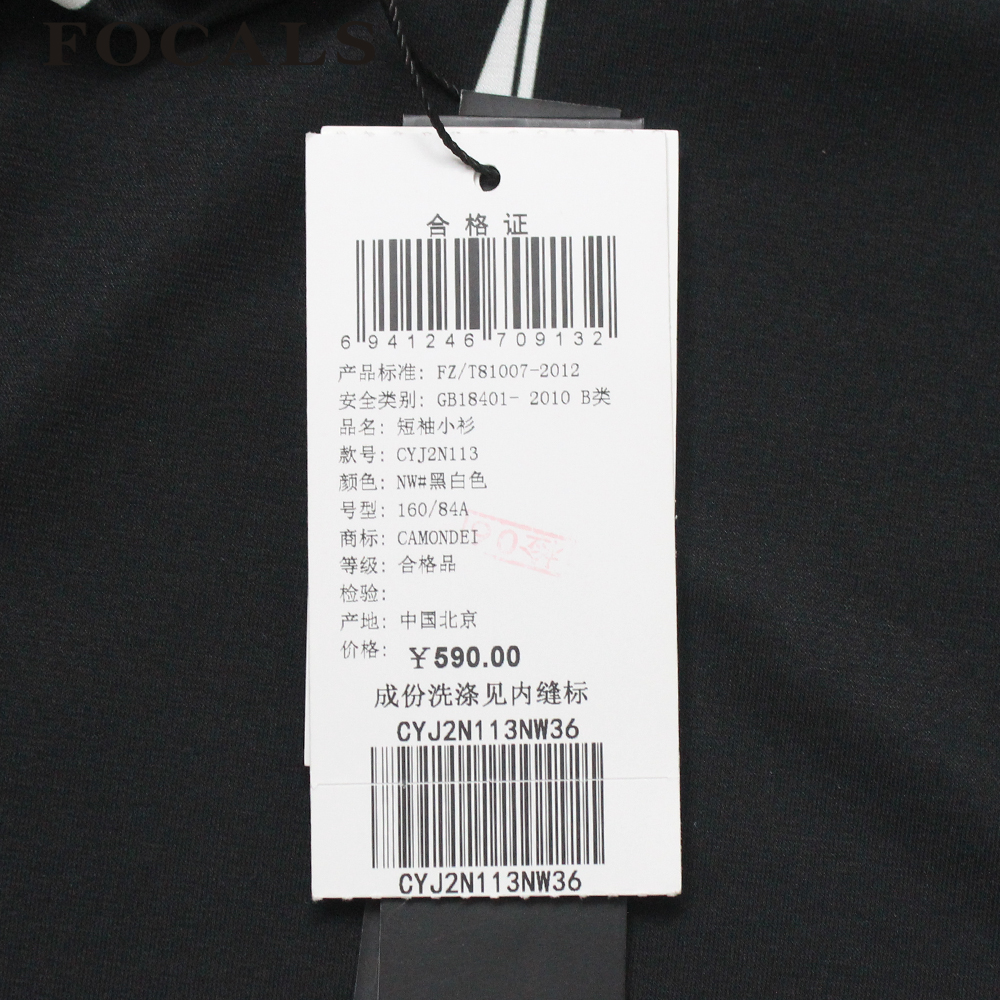 FOCALS
合格证
6 941246 709132
产品标准: FZ/T81007-2012
安全类别: GB18401- 2010 B类
品名: 短袖小衫
款号: CYJ2N113
颜色: NW#黑白色
号型: 160/84A
商标: CAMONDEI
等级: 合格品
检验:
产地: 中国北京
价格: ¥590.00
成份洗涤见内缝标
CYJ2N113NW36
CYJ2N113NW36